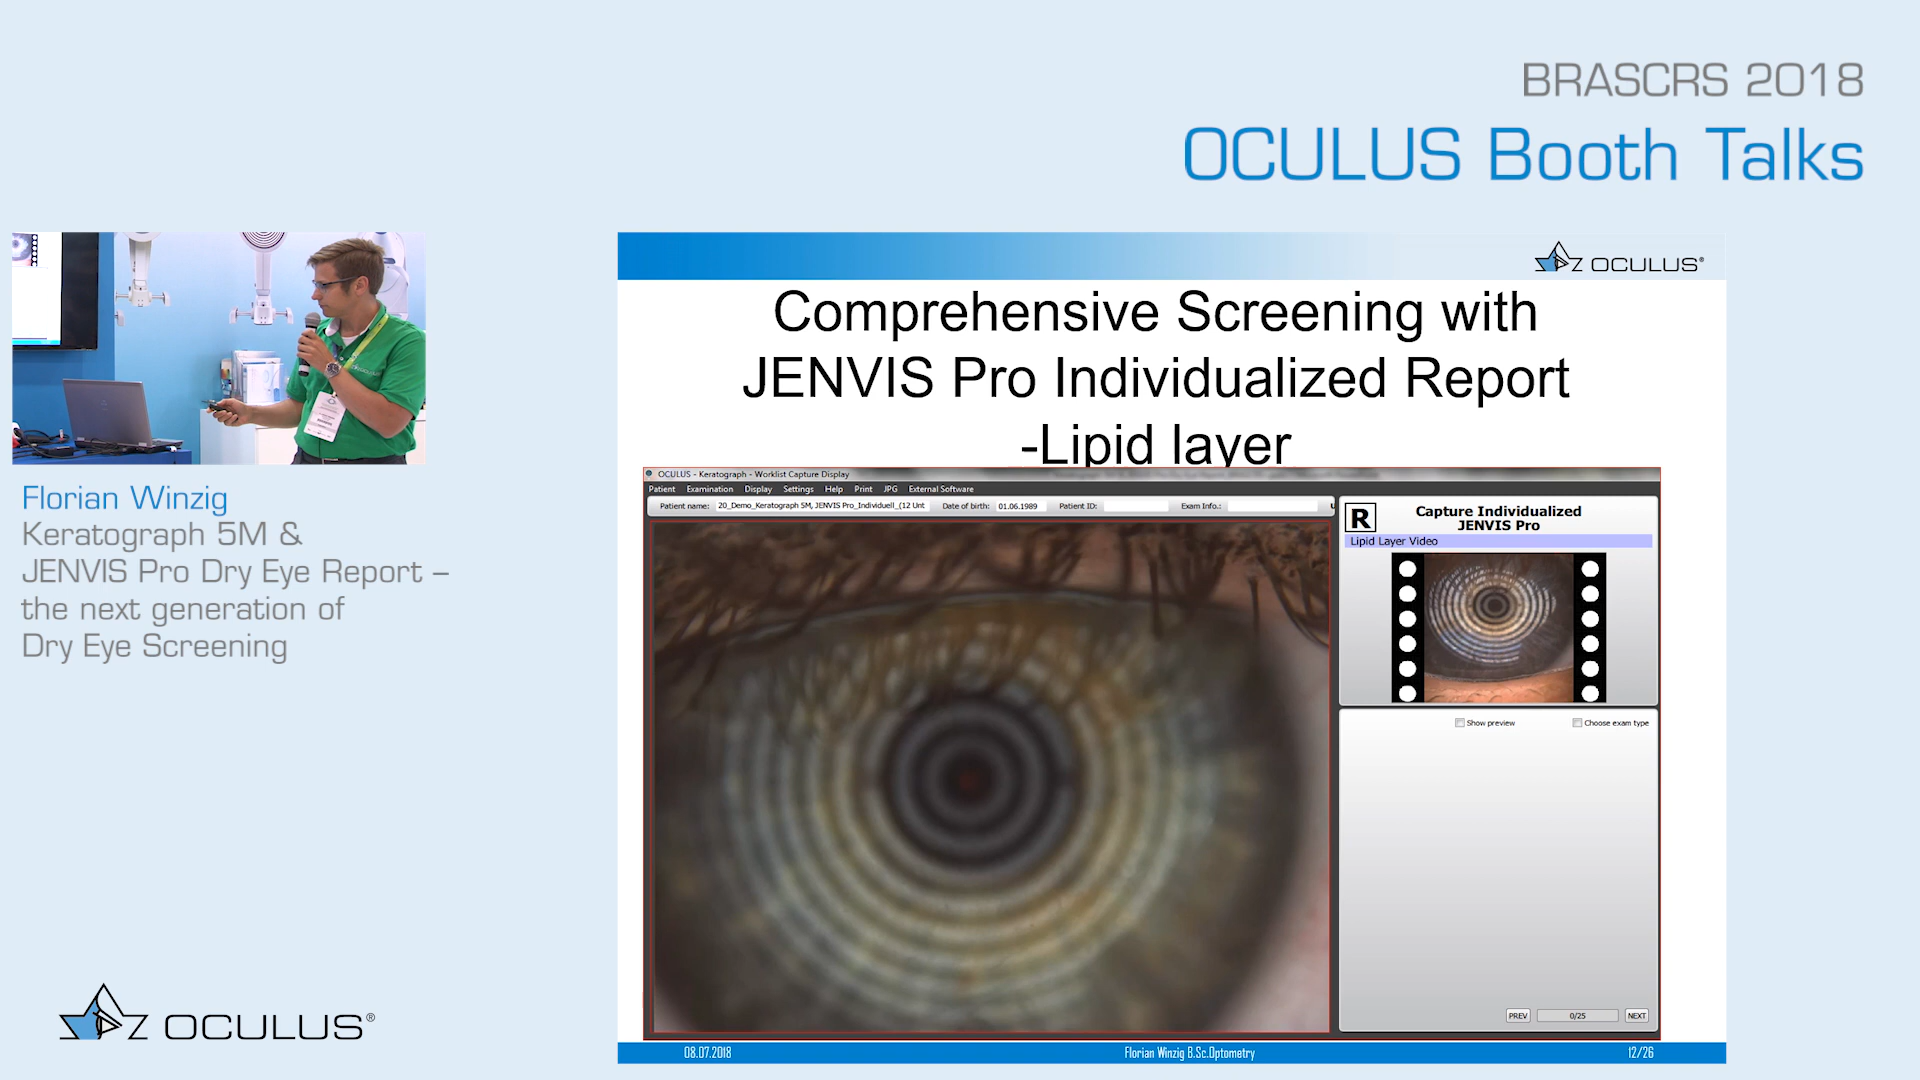 BRASCRS 2018
OCULUS Booth Talks
Florian Winzig
Keratograph 5M &
JENVIS Pro Dry Eye Report –
the next generation of
Dry Eye Screening
OCULUS®
OCULUS®
Comprehensive Screening with
JENVIS Pro Individualized Report
-Lipid layer
OCULUS - Keratograph - Worklist Capture Display
Patient Examination Display Settings Help Print JPG External Software
Patient name: 20_Demo_Keratograph 5M, JENVIS Pro_Individuell_(12 Unt Date of birth: 01.06.1989 Patient ID: Exam Info.:
R
Capture Individualized
JENVIS Pro
Lipid Layer Video
Show preview Choose exam type
PREV 0/25 NEXT
08.07.2018 Florian Winzig B.Sc.Optometry 12/26